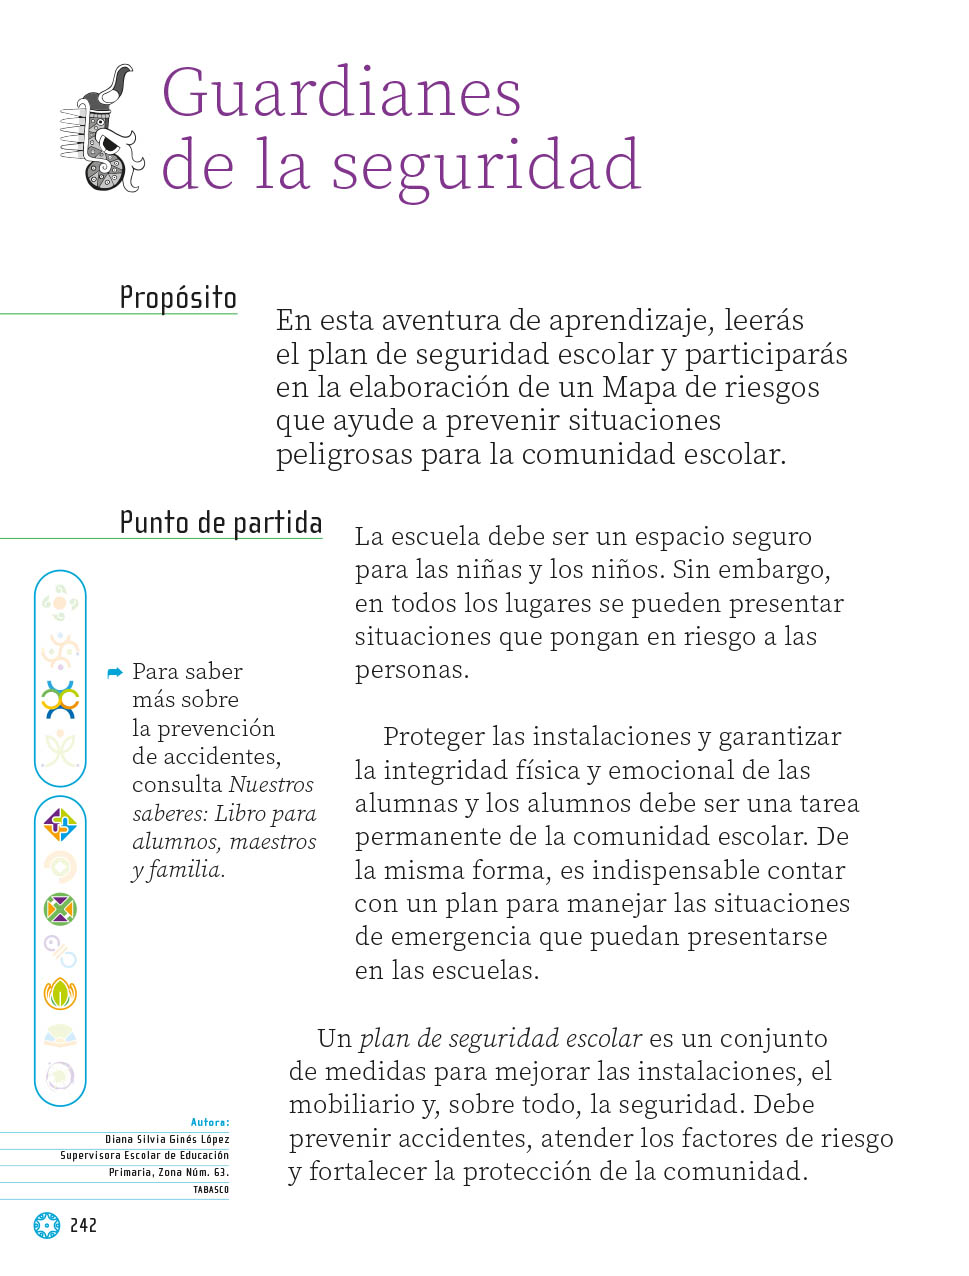 Guardianes
de la seguridad
Propósito
En esta aventura de aprendizaje, leerás
el plan de seguridad escolar y participarás
en la elaboración de un Mapa de riesgos
que ayude a prevenir situaciones
peligrosas para la comunidad escolar.
Punto de partida
La escuela debe ser un espacio seguro
para las niñas y los niños. Sin embargo,
en todos los lugares se pueden presentar
situaciones que pongan en riesgo a las
personas.
Para saber
más sobre
la prevención
de accidentes,
consulta Nuestros
saberes: Libro para
alumnos, maestros
y familia.
Proteger las instalaciones y garantizar
la integridad física y emocional de las
alumnas y los alumnos debe ser una tarea
permanente de la comunidad escolar. De
la misma forma, es indispensable contar
con un plan para manejar las situaciones
de emergencia que puedan presentarse
en las escuelas.
Un plan de seguridad escolar es un conjunto
de medidas para mejorar las instalaciones, el
mobiliario y, sobre todo, la seguridad. Debe
prevenir accidentes, atender los factores de riesgo
y fortalecer la protección de la comunidad.
Autora:
Diana Silvia Ginés López
Supervisora Escolar de Educación
Primaria, Zona Núm. 63.
TABASCO
242